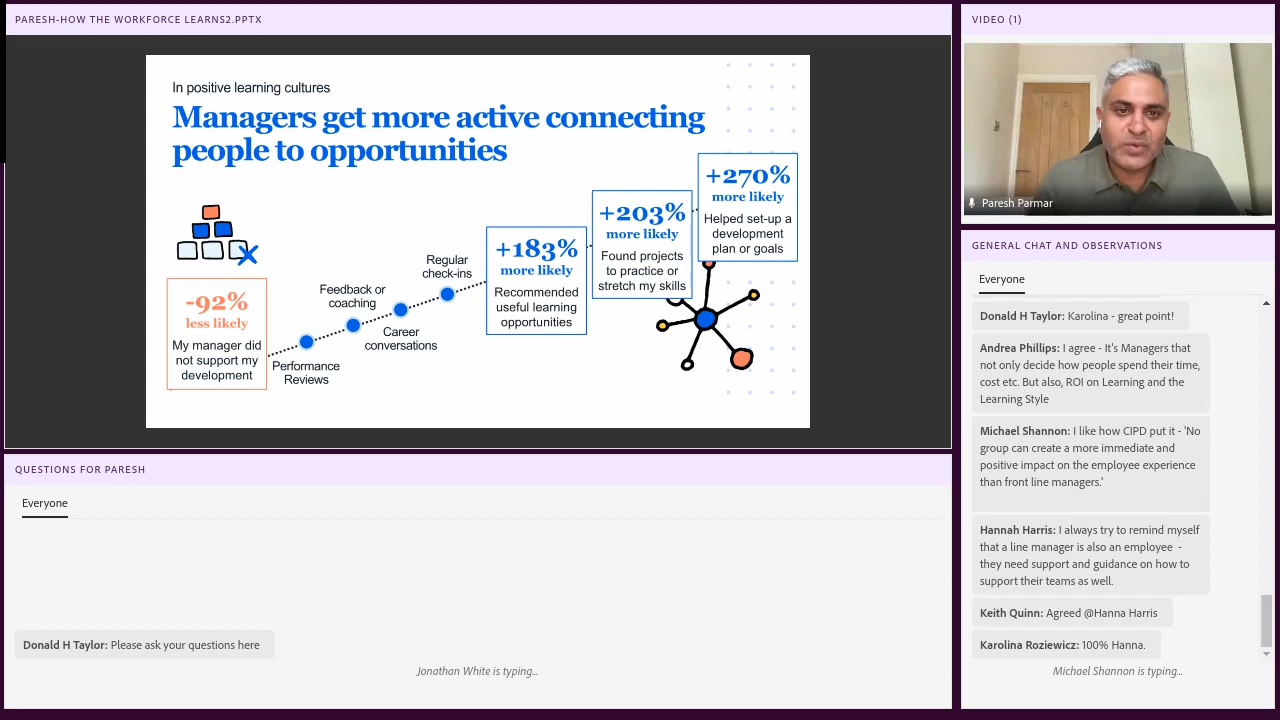 PARESH-HOW THE WORKFORCE LEARNS2.PPTX
In positive learning cultures
Managers get more active connecting
people to opportunities
-92%
less likely
My manager did
not support my
development
Performance
Reviews
Feedback or
coaching
Career
conversations
Regular
check-ins
+183%
more likely
Recommended
useful learning
opportunities
+203%
more likely
Found projects
to practice or
stretch my skills
+270%
more likely
Helped set-up a
development
plan or goals
QUESTIONS FOR PARESH
Everyone
Donald H Taylor: Please ask your questions here
Jonathan White is typing...
VIDEO (1)
Paresh Parmar
GENERAL CHAT AND OBSERVATIONS
Everyone
Donald H Taylor: Karolina - great point!
Andrea Phillips: I agree - It's Managers that
not only decide how people spend their time,
cost etc. But also, ROI on Learning and the
Learning Style
Michael Shannon: I like how CIPD put it - 'No
group can create a more immediate and
positive impact on the employee experience
than front line managers.'
Hannah Harris: I always try to remind myself
that a line manager is also an employee -
they need support and guidance on how to
support their teams as well.
Keith Quinn: Agreed @Hanna Harris
Karolina Roziewicz: 100% Hanna.
Michael Shannon is typing...